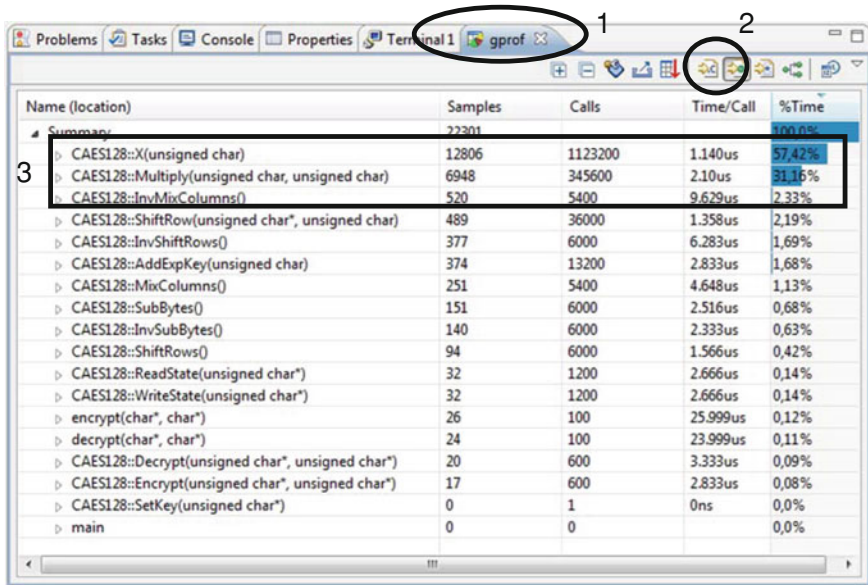 1 2
Problems Tasks Console Properties Terminal 1 gprof
Name (location) Samples Calls Time/Call %Time
Summary 22301 100,0%
3
CAES128::X(unsigned char) 12806 1123200 1.140us 57,42%
CAES128::Multiply(unsigned char, unsigned char) 6948 345600 2.10us 31,16%
CAES128::InvMixColumns() 520 5400 9.629us 2.33%
CAES128::ShiftRow(unsigned char*, unsigned char) 489 36000 1.358us 2,19%
CAES128::InvShiftRows() 377 6000 6.283us 1,69%
CAES128::AddExpKey(unsigned char) 374 13200 2.833us 1,68%
CAES128::MixColumns() 251 5400 4.648us 1,13%
CAES128::SubBytes() 151 6000 2.516us 0,68%
CAES128::InvSubBytes() 140 6000 2.333us 0,63%
CAES128::ShiftRows() 94 6000 1.566us 0,42%
CAES128::ReadState(unsigned char*) 32 1200 2.666us 0,14%
CAES128::WriteState(unsigned char*) 32 1200 2.666us 0,14%
encrypt(char*, char*) 26 100 25.999us 0,12%
decrypt(char*, char*) 24 100 23.999us 0,11%
CAES128::Decrypt(unsigned char*, unsigned char*) 20 600 3.333us 0,09%
CAES128::Encrypt(unsigned char*, unsigned char*) 17 600 2.833us 0,08%
CAES128::SetKey(unsigned char*) 0 1 0ns 0,0%
main 0 0 0,0%